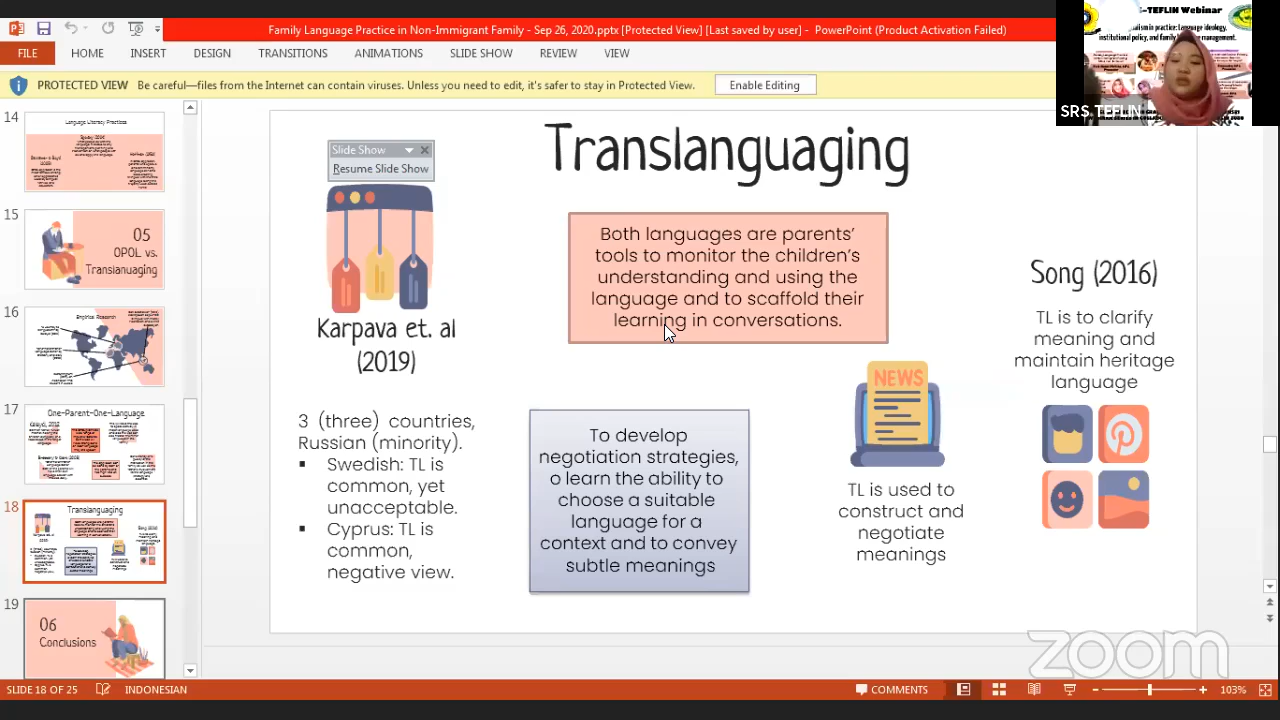 Family Language Practice in Non-Immigrant Family - Sep 26, 2020.pptx [Protected View] [Last saved by user] - PowerPoint (Product Activation Failed)
FILE HOME INSERT DESIGN TRANSITIONS ANIMATIONS SLIDE SHOW REVIEW VIEW
PROTECTED VIEW Be careful—files from the Internet can contain viruses. Unless you need to edit, it's safer to stay in Protected View. Enable Editing
-TEFLIN Webinar
SRS_TEFLIN
14
Language Literacy Practices
15
05
OPOL vs.
Translanuaging
16
Empirical Research
17
One-Parent-One-Language
18
Translanguaging
19
06
Conclusions
Slide Show
Resume Slide Show
Translanguaging
Both languages are parents'
tools to monitor the children's
understanding and using the
language and to scaffold their
learning in conversations.
Karpava et. al
(2019)
3 (three) countries,
Russian (minority).
▪ Swedish: TL is
common, yet
unacceptable.
▪ Cyprus: TL is
common,
negative view.
To develop
negotiation strategies,
o learn the ability to
choose a suitable
language for a
context and to convey
subtle meanings
NEWS
TL is used to
construct and
negotiate
meanings
Song (2016)
TL is to clarify
meaning and
maintain heritage
language
zoom
SLIDE 18 OF 25 INDONESIAN COMMENTS 103%